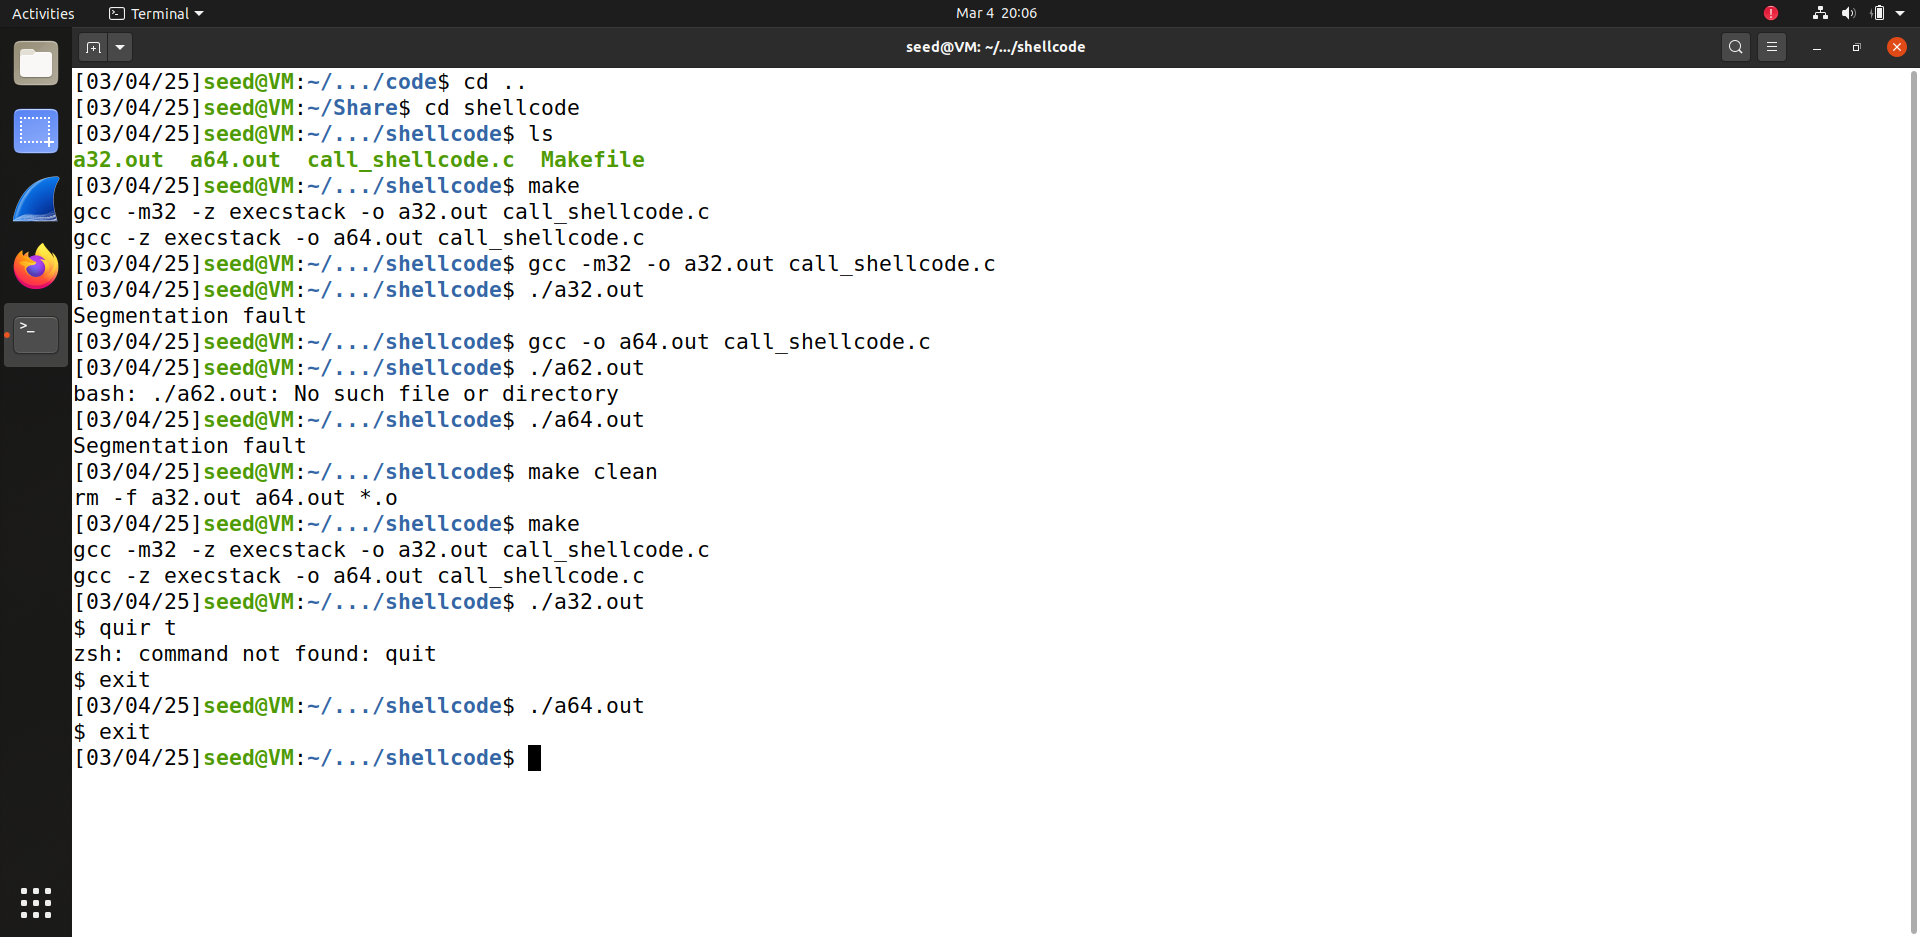 Activities
Terminal
Mar 4 20:06
seed@VM: ~/.../shellcode
[03/04/25]seed@VM:~/.../code$ cd ..
[03/04/25]seed@VM:~/Share$ cd shellcode
[03/04/25]seed@VM:~/.../shellcode$ ls
a32.out  a64.out  call_shellcode.c  Makefile
[03/04/25]seed@VM:~/.../shellcode$ make
gcc -m32 -z execstack -o a32.out call_shellcode.c
gcc -z execstack -o a64.out call_shellcode.c
[03/04/25]seed@VM:~/.../shellcode$ gcc -m32 -o a32.out call_shellcode.c
[03/04/25]seed@VM:~/.../shellcode$ ./a32.out
Segmentation fault
[03/04/25]seed@VM:~/.../shellcode$ gcc -o a64.out call_shellcode.c
[03/04/25]seed@VM:~/.../shellcode$ ./a62.out
bash: ./a62.out: No such file or directory
[03/04/25]seed@VM:~/.../shellcode$ ./a64.out
Segmentation fault
[03/04/25]seed@VM:~/.../shellcode$ make clean
rm -f a32.out a64.out *.o
[03/04/25]seed@VM:~/.../shellcode$ make
gcc -m32 -z execstack -o a32.out call_shellcode.c
gcc -z execstack -o a64.out call_shellcode.c
[03/04/25]seed@VM:~/.../shellcode$ ./a32.out
$ quir t
zsh: command not found: quit
$ exit
[03/04/25]seed@VM:~/.../shellcode$ ./a64.out
$ exit
[03/04/25]seed@VM:~/.../shellcode$